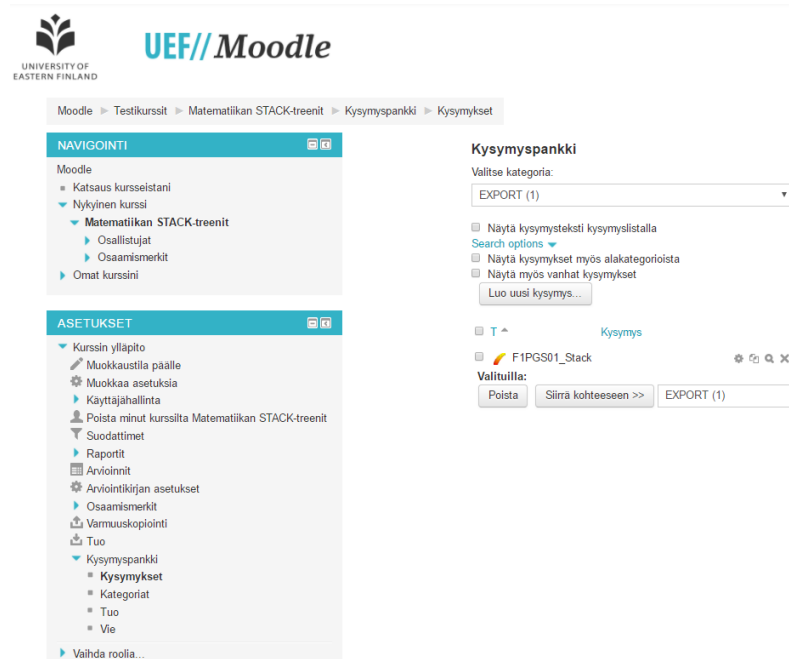 UNIVERSITY OF
EASTERN FINLAND
UEF// Moodle
Moodle Testikurssit Matematiikan STACK-treenit Kysymyspankki Kysymykset
NAVIGOINTI
Moodle
Katsaus kursseistani
Nykyinen kurssi
Matematiikan STACK-treenit
Osallistujat
Osaamismerkit
Omat kurssini
ASETUKSET
Kurssin ylläpito
Muokkaustila päälle
Muokkaa asetuksia
Käyttäjähallinta
Poista minut kurssilta Matematiikan STACK-treenit
Suodattimet
Raportit
Arvioinnit
Arviointikirjan asetukset
Osaamismerkit
Varmuuskopiointi
Tuo
Kysymyspankki
Kysymykset
Kategoriat
Tuo
Vie
Vaihda roolia...
Kysymyspankki
Valitse kategoria:
EXPORT (1)
Näytä kysymysteksti kysymyslistalla
Search options
Näytä kysymykset myös alakategorioista
Näytä myös vanhat kysymykset
Luo uusi kysymys...
T Kysymys
F1PGS01_Stack
Valituilla:
Poista Siirrä kohteeseen >> EXPORT (1)